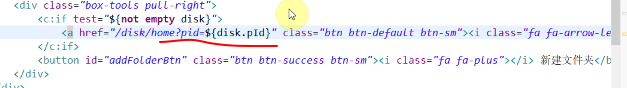 <div class="box-tools pull-right">
<c:if test="${not empty disk}">
<a href="/disk/home?pid=${disk.pId}" class="btn btn-default btn-sm"><i class="fa fa-arrow-le
</c:if>
<button id="addFolderBtn" class="btn btn-success btn-sm"><i class="fa fa-plus"></i> 新建文件夹</b
</div>
</div>